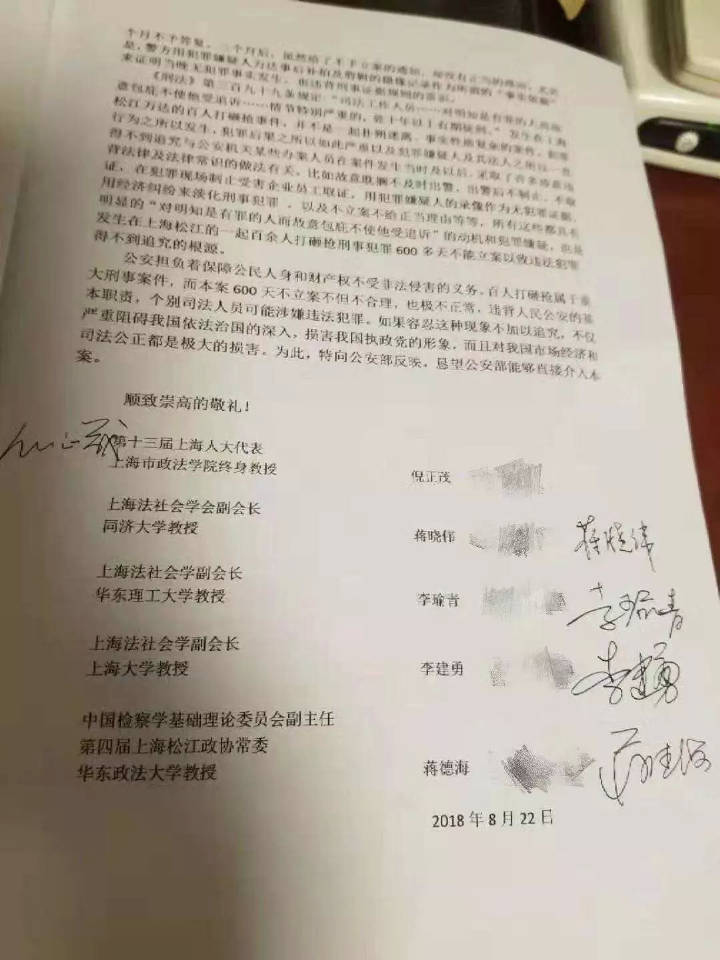 个月不予答复。三个月后，虽然给了不予立案的通知，却没有正当的理由，尤其
是，警方用犯罪嫌疑人方达事后补拍及剪辑的摄像记录作为所谓的“事实依据”
来证明当晚无犯罪事实发生，更违背刑事证据规则的常识。
《刑法》第三百九十九条规定：“司法工作人员……对明知是有罪的人而故
意包庇不使他受追诉……情节特别严重的，处十年以上有期徒刑。”发生在上海
松江万达的百人打砸抢事件，并不是一起扑朔迷离、事实性质复杂的案件，犯罪
行为之所以发生，犯罪后果之所以如此严重以及犯罪嫌疑人及其法人之所以一直
得不到追究与公安机关某些办案人员在案件发生当时及以后，采取了许多故意违
背法律及法律常识的做法有关，比如故意耽搁不及时出警，出警后不制止，不取
证，在犯罪现场制止受害企业员工取证，用犯罪嫌疑人的录像作为无犯罪证据，
用经济纠纷来淡化刑事犯罪，以及不立案不给正当理由等等，所有这些都具有
明显的“对明知是有罪的人而故意包庇不使他受追诉”的动机和犯罪嫌疑，也是
发生在上海松江的一起百余人打砸抢刑事犯罪600多天不能立案以致违法犯罪
得不到追究的根源。
公安担负着保障公民人身和财产权不受非法侵害的义务，百人打砸抢属于重
大刑事案件，而本案600天不立案不但不合理，也极不正常，违背人民公安的基
本职责，个别司法人员可能涉嫌违法犯罪。如果容忍这种现象不加以追究，不仅
严重阻碍我国依法治国的深入，损害我国执政党的形象，而且对我国市场经济和
司法公正都是极大的损害。为此，特向公安部反映，恳望公安部能够直接介入本
案。
顺致崇高的敬礼！
第十三届上海人大代表
上海市政法学院终身教授 倪正茂
上海法社会学会副会长
同济大学教授 蒋晓伟 蒋晓伟
上海法社会学副会长
华东理工大学教授 李瑜青 李瑜青
上海法社会学副会长
上海大学教授 李建勇 李建勇
中国检察学基础理论委员会副主任
第四届上海松江政协常委
华东政法大学教授 蒋德海 蒋德海
2018年8月22日